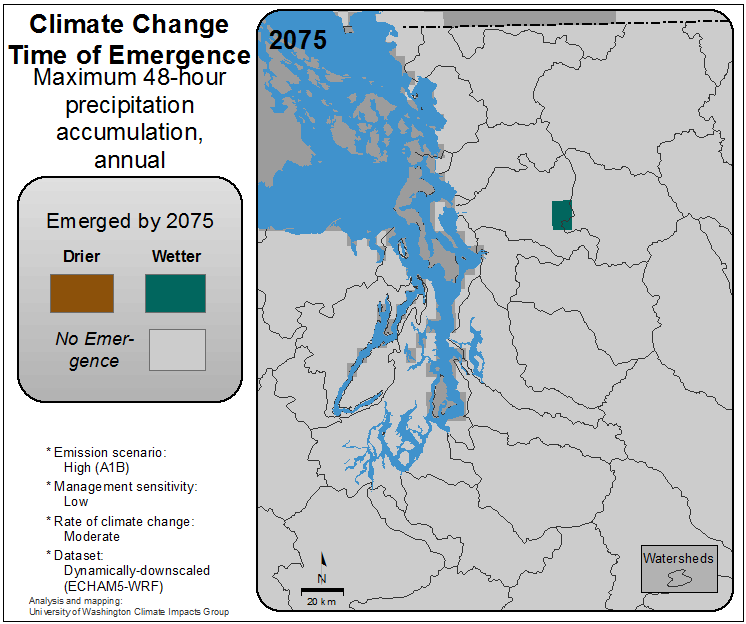 Climate Change
Time of Emergence
Maximum 48-hour
precipitation
accumulation,
annual
Emerged by 2075
Drier
Wetter
No Emer-
gence
* Emission scenario:
High (A1B)
* Management sensitivity:
Low
* Rate of climate change:
Moderate
* Dataset:
Dynamically-downscaled
(ECHAM5-WRF)
Analysis and mapping:
University of Washington Climate Impacts Group
2075
N
20 km
Watersheds